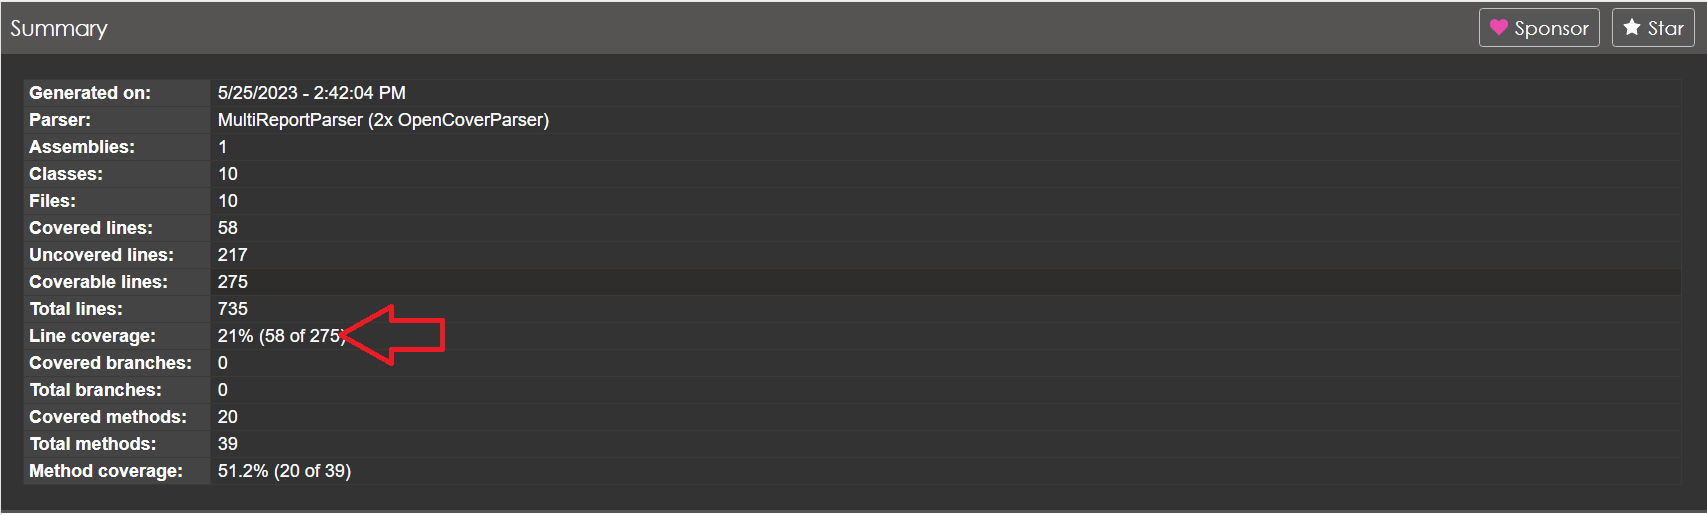 Summary
Sponsor
Star
Generated on: 5/25/2023 - 2:42:04 PM
Parser: MultiReportParser (2x OpenCoverParser)
Assemblies: 1
Classes: 10
Files: 10
Covered lines: 58
Uncovered lines: 217
Coverable lines: 275
Total lines: 735
Line coverage: 21% (58 of 275)
Covered branches: 0
Total branches: 0
Covered methods: 20
Total methods: 39
Method coverage: 51.2% (20 of 39)